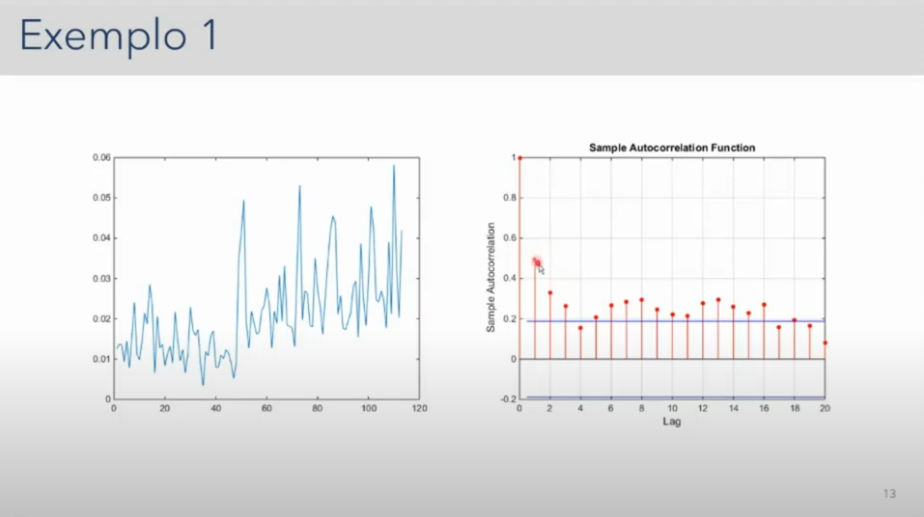 Exemplo 1
0.06
0.05
0.04
0.03
0.02
0.01
0
0 20 40 60 80 100 120
Sample Autocorrelation Function
Sample Autocorrelation
1
0.8
0.6
0.4
0.2
0
-0.2
0 2 4 6 8 10 12 14 16 18 20
Lag
13